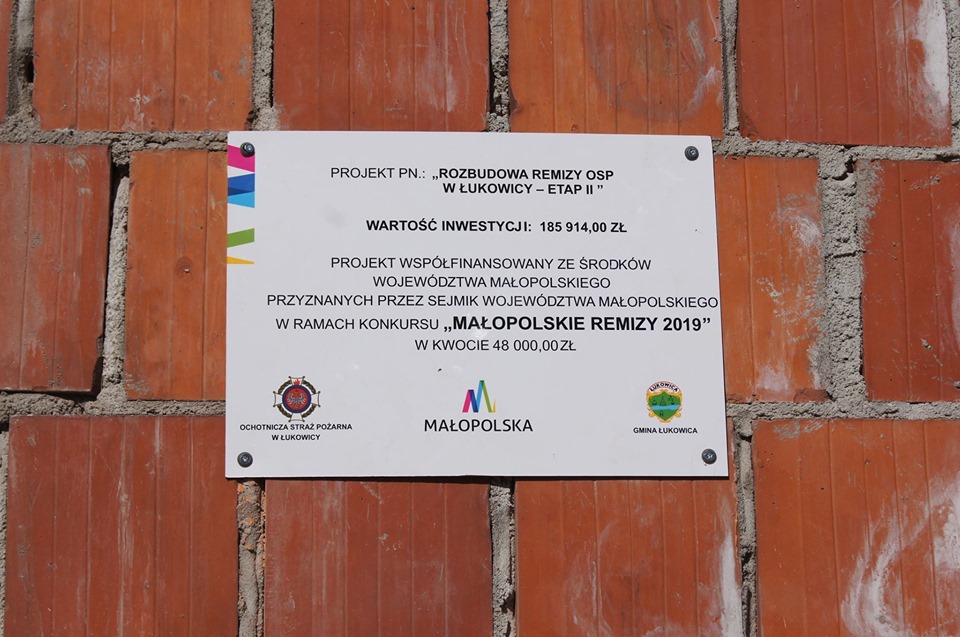 PROJEKT PN.: „ROZBUDOWA REMIZY OSP
W ŁUKOWICY – ETAP II ”
WARTOŚĆ INWESTYCJI: 185 914,00 ZŁ
PROJEKT WSPÓŁFINANSOWANY ZE ŚRODKÓW
WOJEWÓDZTWA MAŁOPOLSKIEGO
PRZYZNANYCH PRZEZ SEJMIK WOJEWÓDZTWA MAŁOPOLSKIEGO
W RAMACH KONKURSU „MAŁOPOLSKIE REMIZY 2019”
W KWOCIE 48 000,00 ZŁ
OCHOTNICZA STRAŻ POŻARNA
W ŁUKOWICY
MAŁOPOLSKA
ŁUKOWICA
GMINA ŁUKOWICA